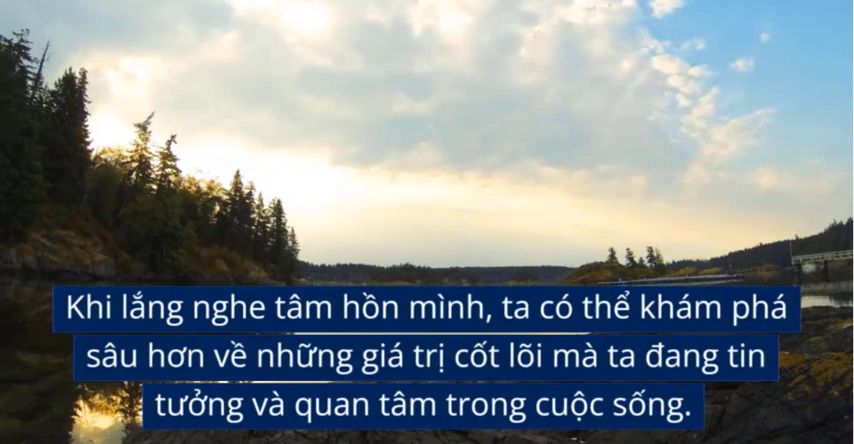 Khi lắng nghe tâm hồn mình, ta có thể khám phá
sâu hơn về những giá trị cốt lõi mà ta đang tin
tưởng và quan tâm trong cuộc sống.